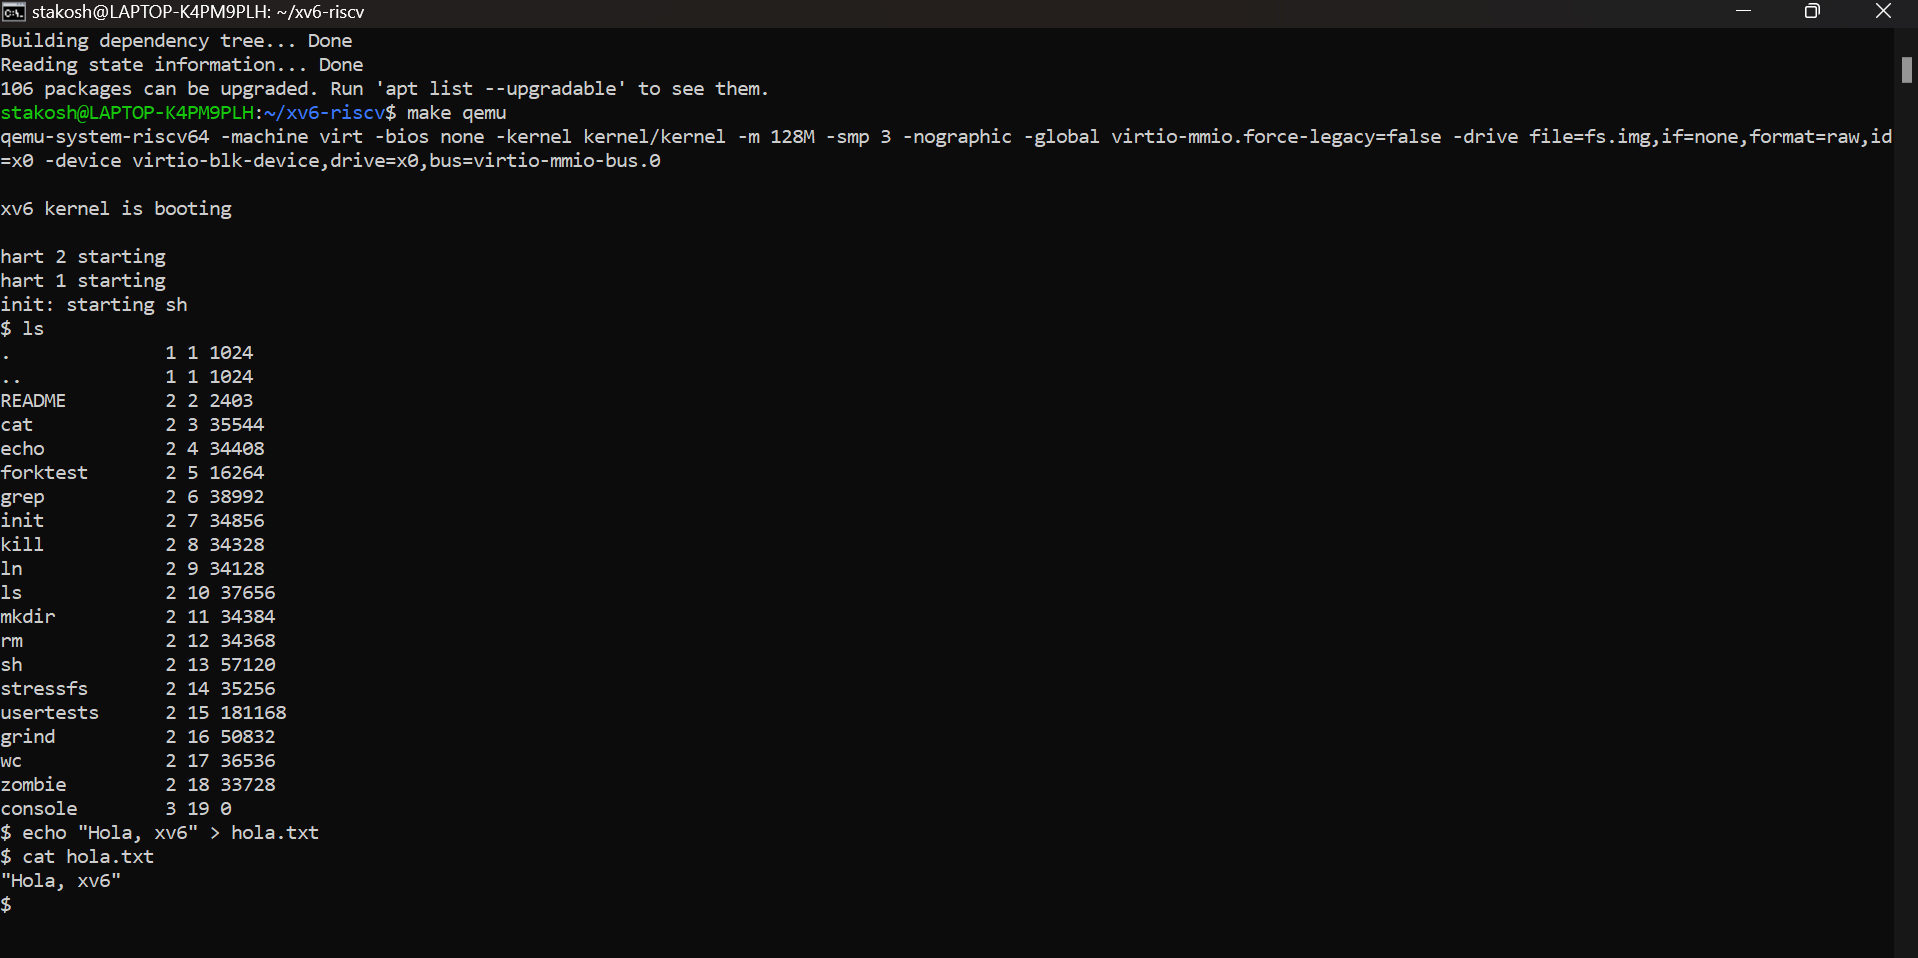 stakosh@LAPTOP-K4PM9PLH: ~/xv6-riscv
Building dependency tree... Done
Reading state information... Done
106 packages can be upgraded. Run 'apt list --upgradable' to see them.
stakosh@LAPTOP-K4PM9PLH:~/xv6-riscv$ make qemu
qemu-system-riscv64 -machine virt -bios none -kernel kernel/kernel -m 128M -smp 3 -nographic -global virtio-mmio.force-legacy=false -drive file=fs.img,if=none,format=raw,id
=x0 -device virtio-blk-device,drive=x0,bus=virtio-mmio-bus.0
xv6 kernel is booting
hart 2 starting
hart 1 starting
init: starting sh
$ ls
. 1 1 1024
.. 1 1 1024
README 2 2 2403
cat 2 3 35544
echo 2 4 34408
forktest 2 5 16264
grep 2 6 38992
init 2 7 34856
kill 2 8 34328
ln 2 9 34128
ls 2 10 37656
mkdir 2 11 34384
rm 2 12 34368
sh 2 13 57120
stressfs 2 14 35256
usertests 2 15 181168
grind 2 16 50832
wc 2 17 36536
zombie 2 18 33728
console 3 19 0
$ echo "Hola, xv6" > hola.txt
$ cat hola.txt
"Hola, xv6"
$